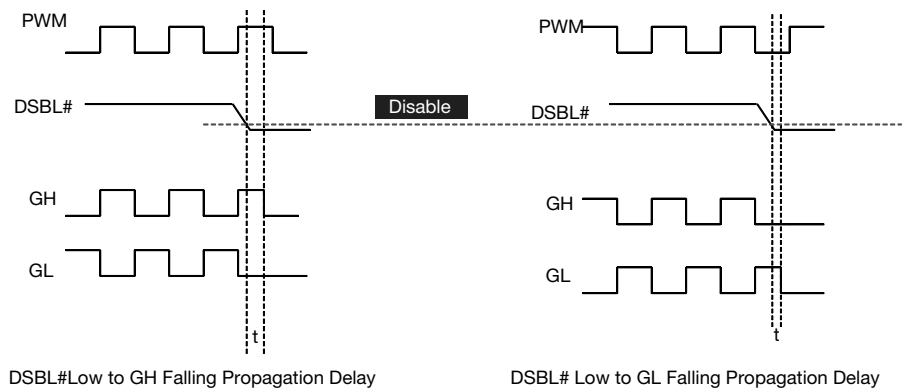 PWM
DSBL#
GH
GL
t
DSBL#Low to GH Falling Propagation Delay
Disable
PWM
DSBL#
GH
GL
t
DSBL# Low to GL Falling Propagation Delay